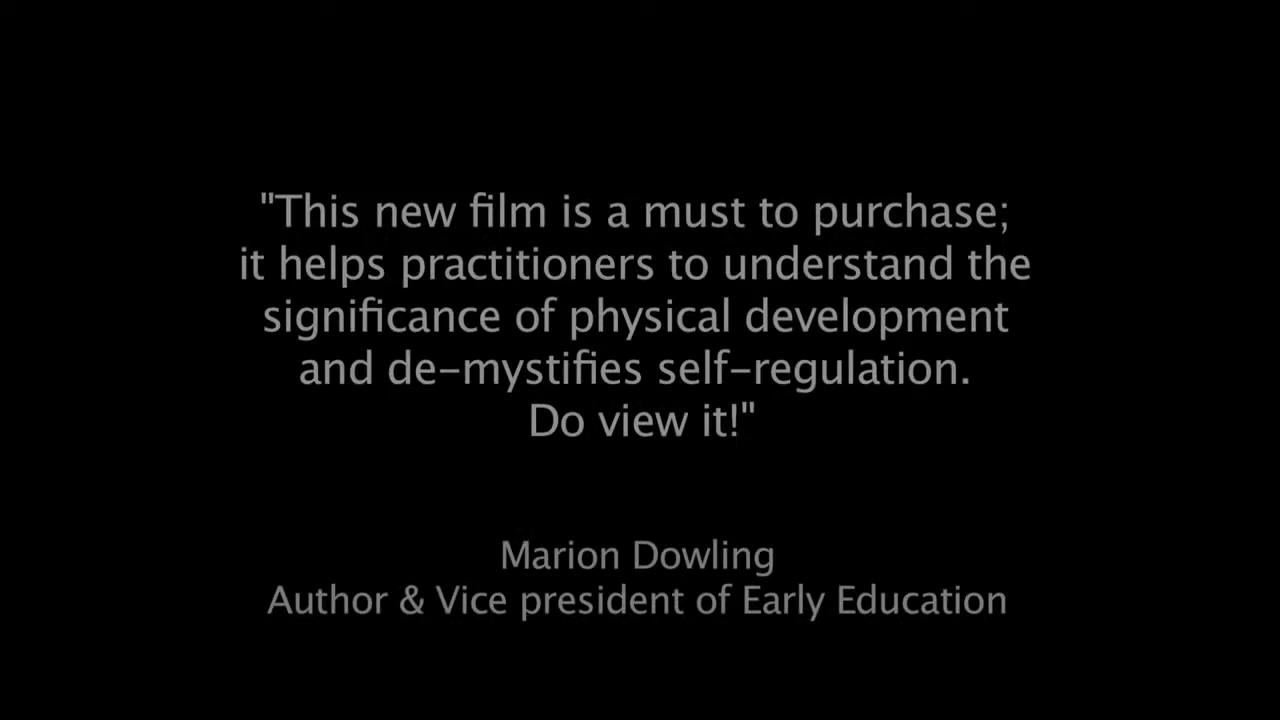 "This new film is a must to purchase;
it helps practitioners to understand the
significance of physical development
and de-mystifies self-regulation.
Do view it!"
Marion Dowling
Author & Vice president of Early Education